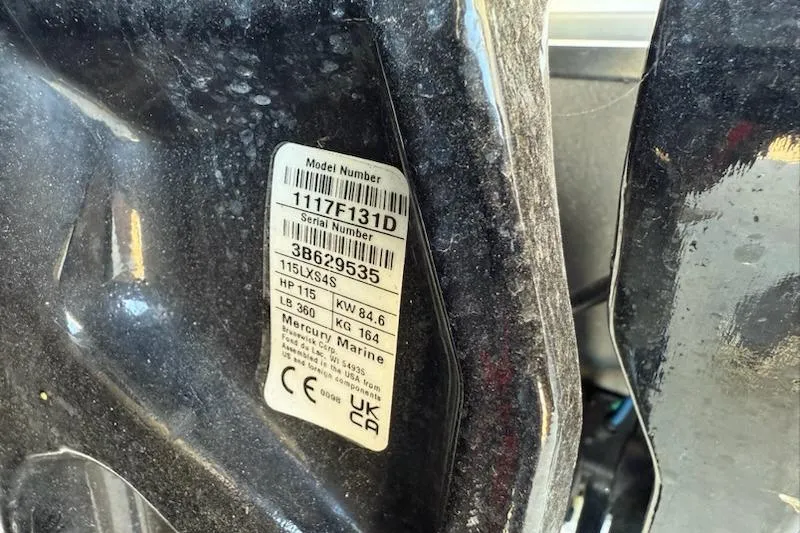 Model Number
1117F131D
Serial Number
3B629535
115LXS4S
HP 115 KW 84.6
LB 360 KG 164
Mercury Marine
Brunswick Corp.
Fond du Lac, WI 54935
Assembled in the USA from
US and foreign components
CE 0098 UK
CA